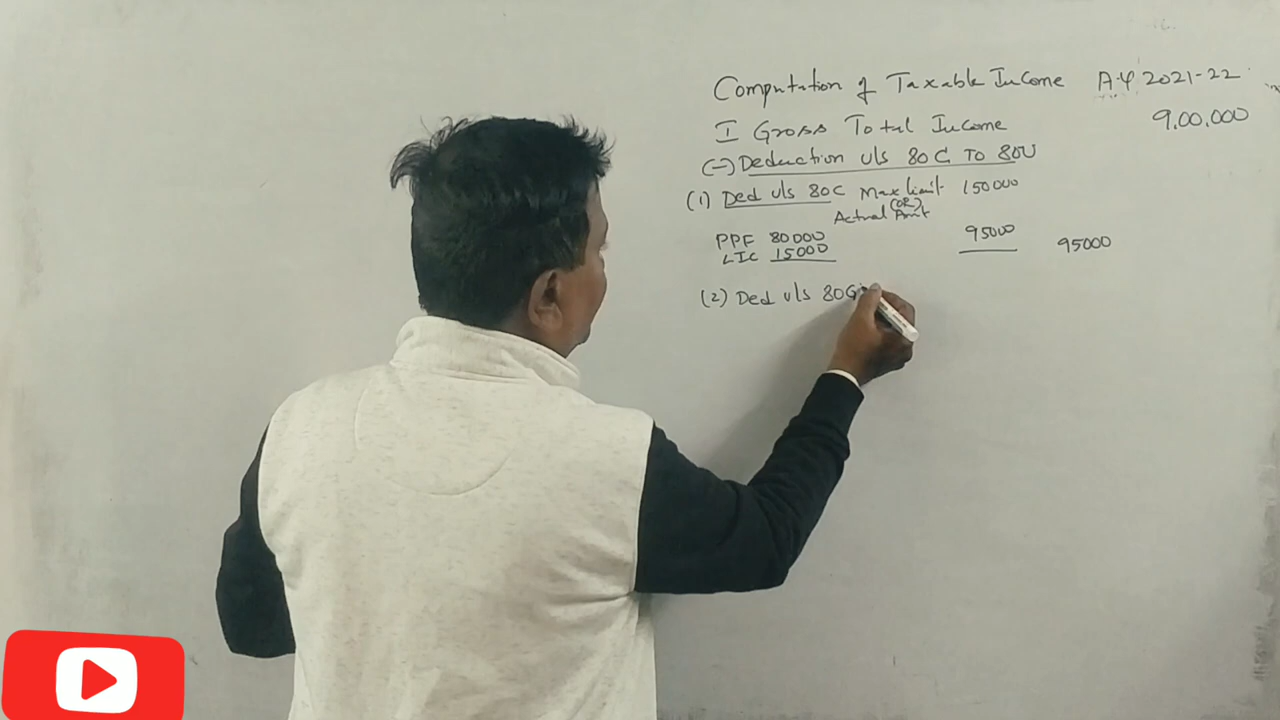 Computation of Taxable Income A.Y 2021-22
I Gross Total Income 9,00,000
(-) Deduction u/s 80C To 80U
(1) Ded u/s 80C Max limit 150000
(OR)
Actual Amt
PPF 80000 95000 95000
LIC 15000
(2) Ded u/s 80G